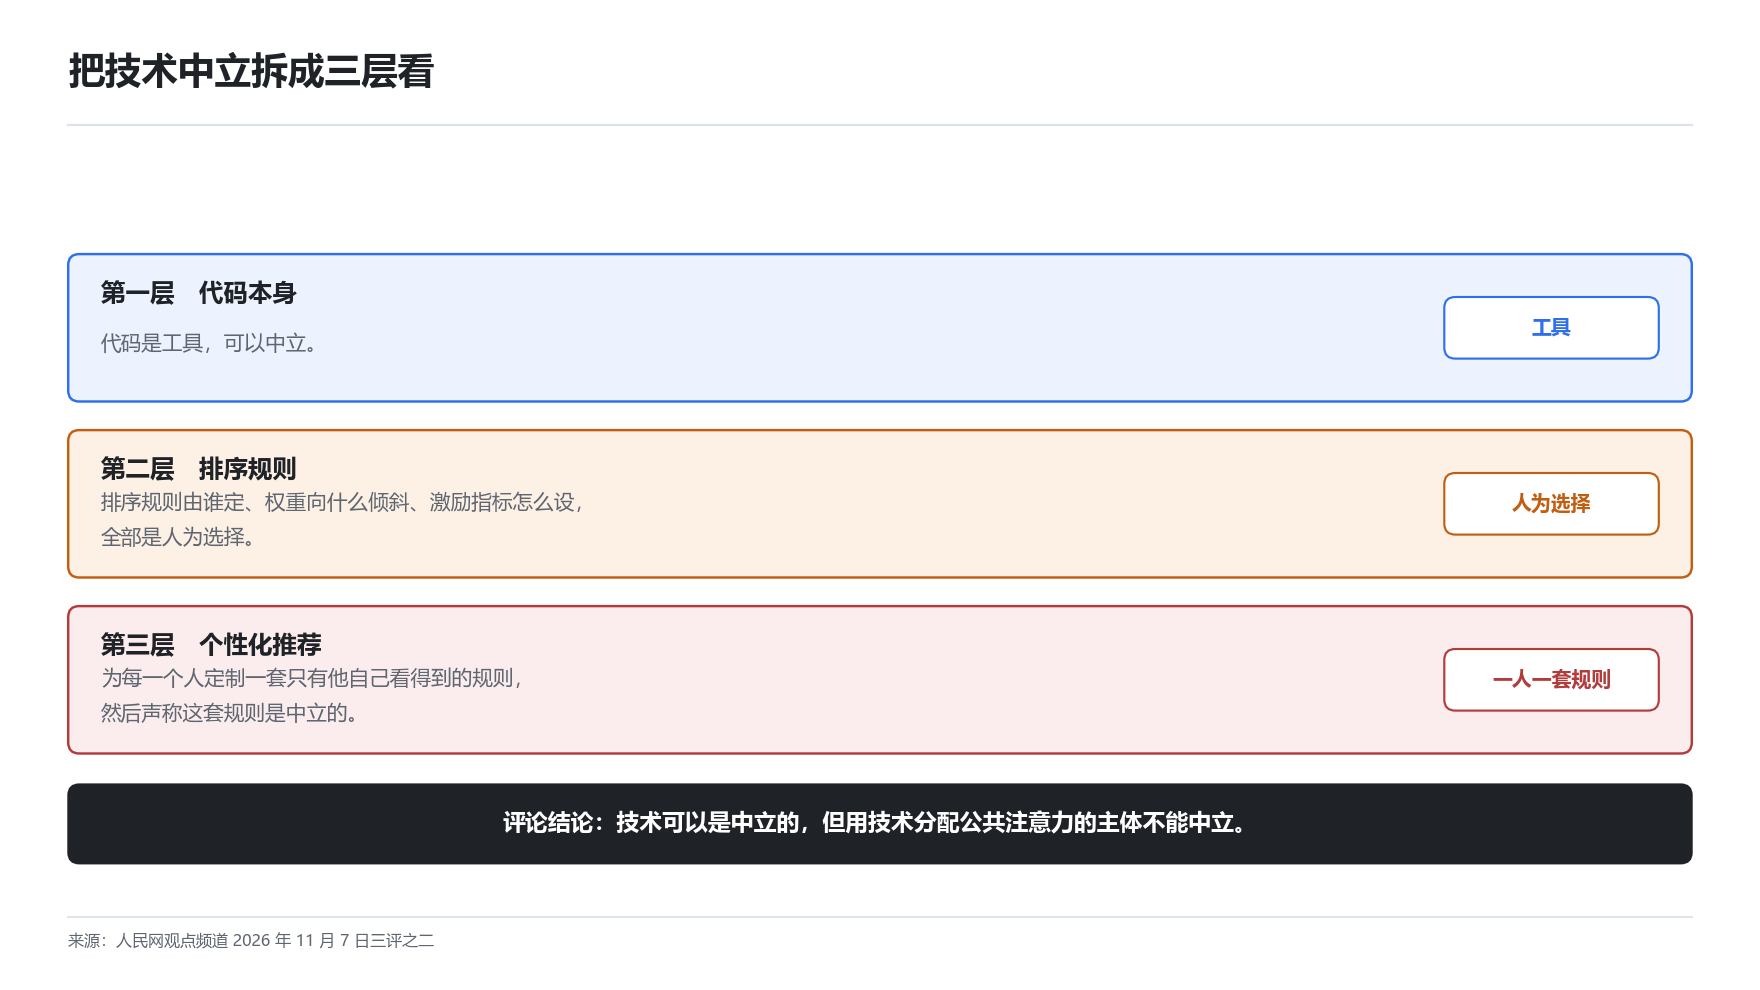 把技术中立拆成三层看
第一层　代码本身
代码是工具，可以中立。
工具
第二层　排序规则
排序规则由谁定、权重向什么倾斜、激励指标怎么设，
全部是人为选择。
人为选择
第三层　个性化推荐
为每一个人定制一套只有他自己看得到的规则，
然后声称这套规则是中立的。
一人一套规则
评论结论：技术可以是中立的，但用技术分配公共注意力的主体不能中立。
来源：人民网观点频道 2026 年 11 月 7 日三评之二